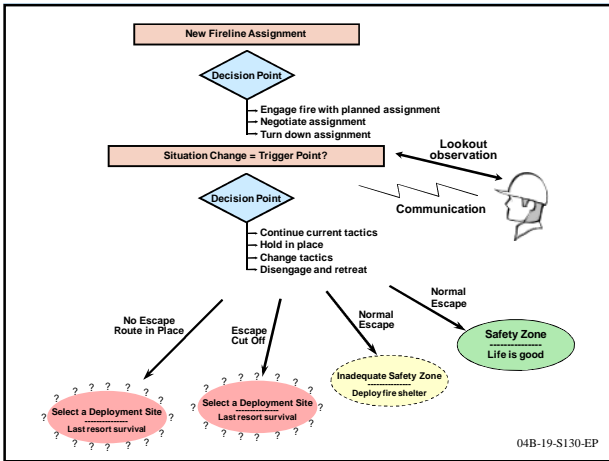 New Fireline Assignment
Decision Point
Engage fire with planned assignment
Negotiate assignment
Turn down assignment
Situation Change = Trigger Point?
Lookout
observation
Communication
Decision Point
Continue current tactics
Hold in place
Change tactics
Disengage and retreat
No Escape
Route in Place
Escape
Cut Off
Normal
Escape
Normal
Escape
Safety Zone
---------------
Life is good
Inadequate Safety Zone
---------------
Deploy fire shelter
? ? ? ? ? ? ? ? ? ? ? ? ? ?
Select a Deployment Site
---------------
Last resort survival
? ? ? ? ? ? ? ? ? ? ? ? ? ?
Select a Deployment Site
---------------
Last resort survival
04B-19-S130-EP